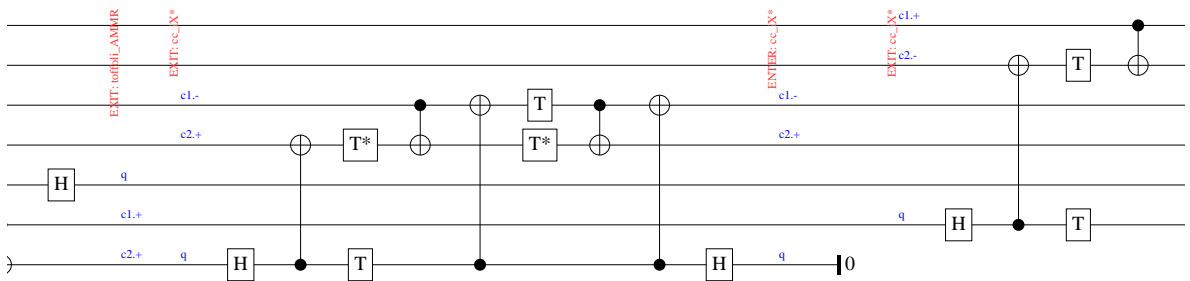 EXIT: toffoli_AMMR
EXIT: cc_X*
ENTER: cc_X*
EXIT: cc_X*
c1.+
c2.-
T
c1.-
T
c1.-
c2.+
T*
T*
c2.+
H
q
c1.+
q
H
T
c2.+
q
H
T
H
q
0